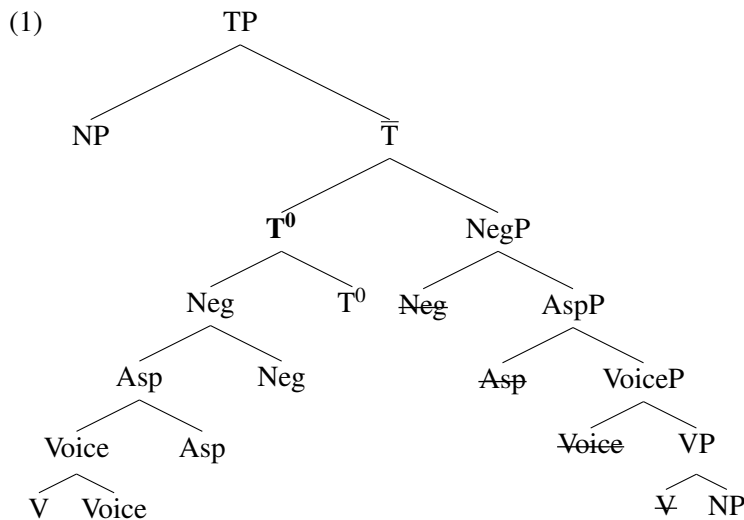 (1) TP
NP T̅
T⁰ NegP
Neg T⁰ Neg AspP
Asp Neg Asp VoiceP
Voice Asp Voice VP
V Voice V NP